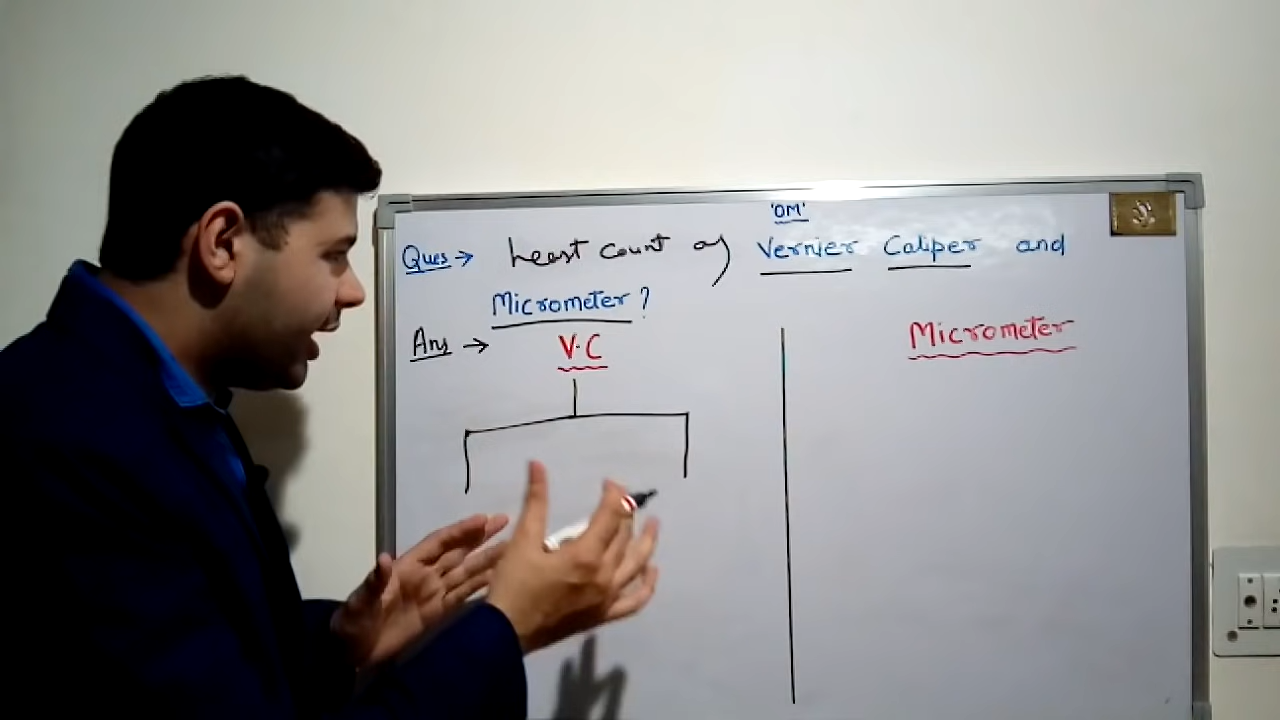 'OM'
Ques → Least count of Vernier Caliper and
Micrometer ?
Ans →
V.C
Micrometer